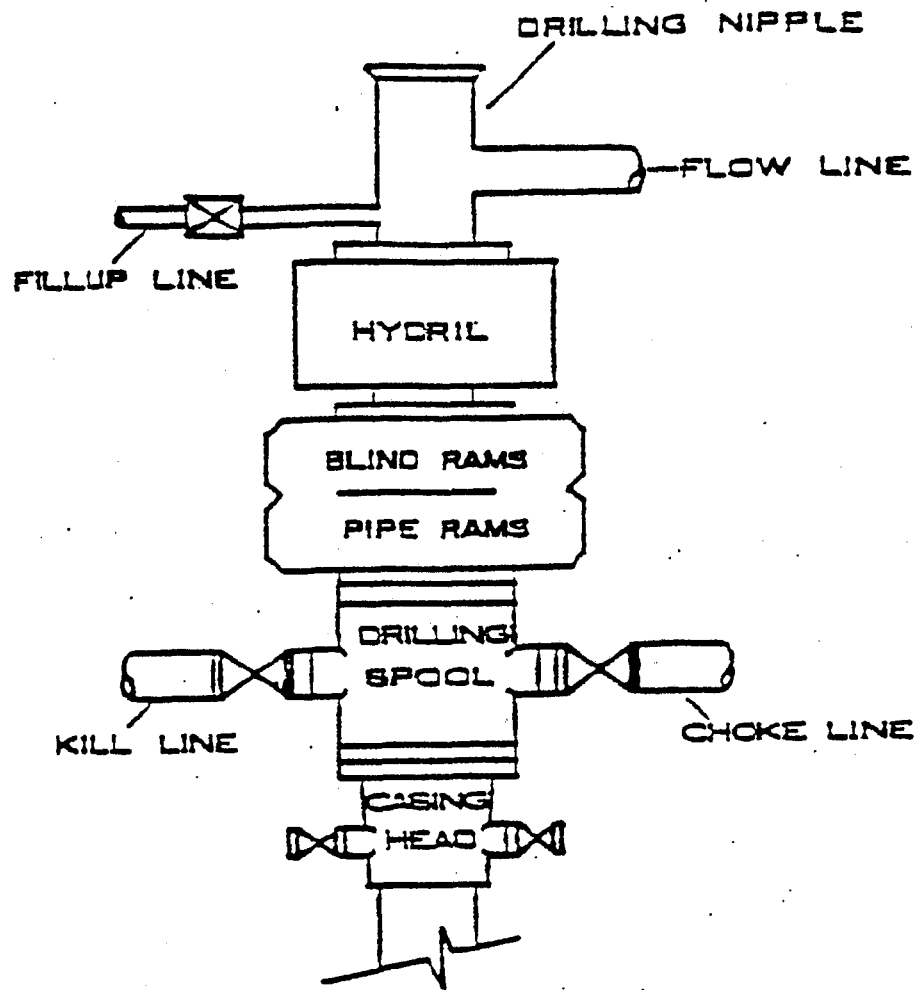 DRILLING NIPPLE
FLOW LINE
FILLUP LINE
HYDRIL
BLIND RAMS
PIPE RAMS
DRILLING
SPOOL
KILL LINE
CHOKE LINE
CASING
HEAD